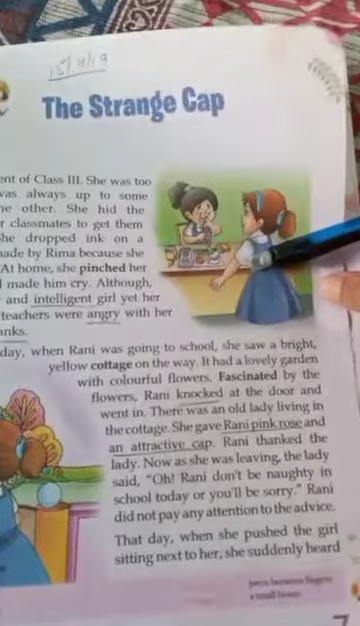 15/4/19
The Strange Cap
ent of Class III. She was too
was always up to some
he other. She hid the
r classmates to get them
he dropped ink on a
made by Rima because she
At home, she pinched her
made him cry. Although,
and intelligent girl yet her
teachers were angry with her
anks.
day, when Rani was going to school, she saw a bright,
yellow cottage on the way. It had a lovely garden
with colourful flowers. Fascinated by the
flowers, Rani knocked at the door and
went in. There was an old lady living in
the cottage. She gave Rani pink rose and
an attractive cap. Rani thanked the
lady. Now as she was leaving, the lady
said, "Oh! Rani don't be naughty in
school today or you'll be sorry." Rani
did not pay any attention to the advice.
That day, when she pushed the girl
sitting next to her, she suddenly heard
press between fingers
a small house
7